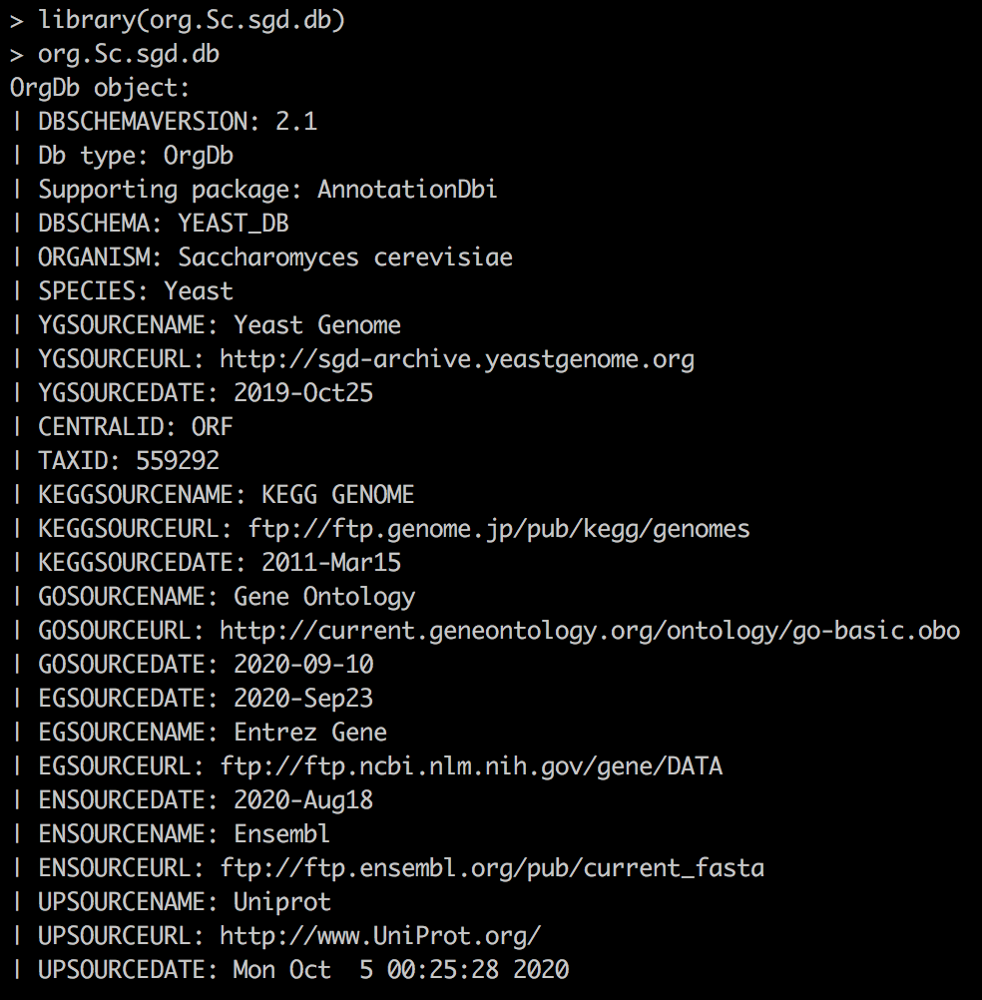 > library(org.Sc.sgd.db)
> org.Sc.sgd.db
OrgDb object:
| DBSCHEMAVERSION: 2.1
| Db type: OrgDb
| Supporting package: AnnotationDbi
| DBSCHEMA: YEAST_DB
| ORGANISM: Saccharomyces cerevisiae
| SPECIES: Yeast
| YGSOURCENAME: Yeast Genome
| YGSOURCEURL: http://sgd-archive.yeastgenome.org
| YGSOURCEDATE: 2019-Oct25
| CENTRALID: ORF
| TAXID: 559292
| KEGGSOURCENAME: KEGG GENOME
| KEGGSOURCEURL: ftp://ftp.genome.jp/pub/kegg/genomes
| KEGGSOURCEDATE: 2011-Mar15
| GOSOURCENAME: Gene Ontology
| GOSOURCEURL: http://current.geneontology.org/ontology/go-basic.obo
| GOSOURCEDATE: 2020-09-10
| EGSOURCEDATE: 2020-Sep23
| EGSOURCENAME: Entrez Gene
| EGSOURCEURL: ftp://ftp.ncbi.nlm.nih.gov/gene/DATA
| ENSOURCEDATE: 2020-Aug18
| ENSOURCENAME: Ensembl
| ENSOURCEURL: ftp://ftp.ensembl.org/pub/current_fasta
| UPSOURCENAME: Uniprot
| UPSOURCEURL: http://www.UniProt.org/
| UPSOURCEDATE: Mon Oct  5 00:25:28 2020